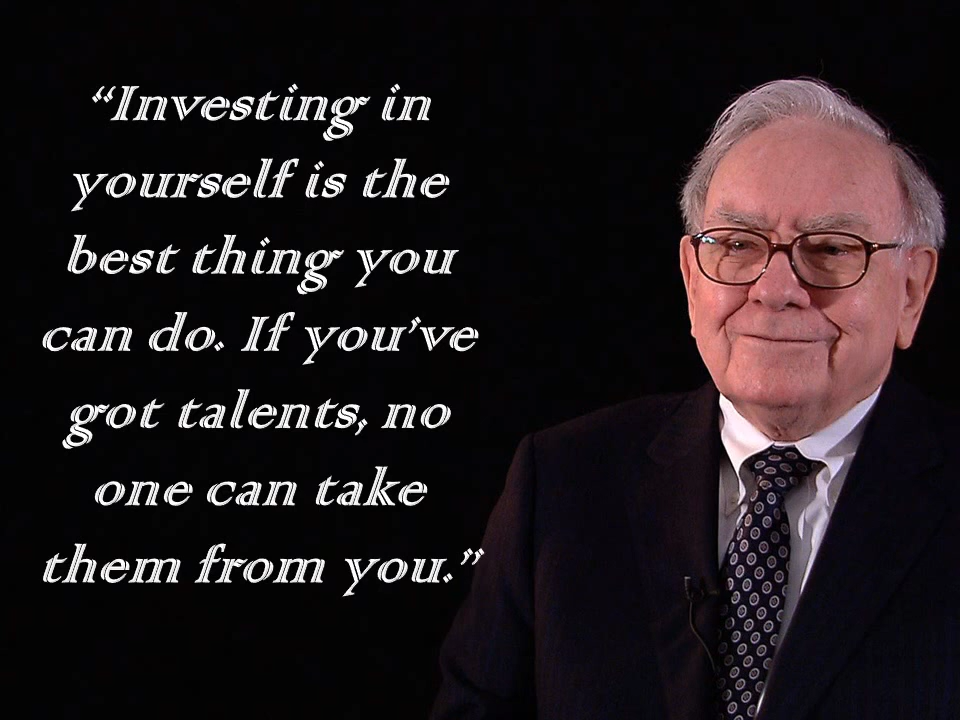 “Investing in
yourself is the
best thing you
can do. If you’ve
got talents, no
one can take
them from you.”